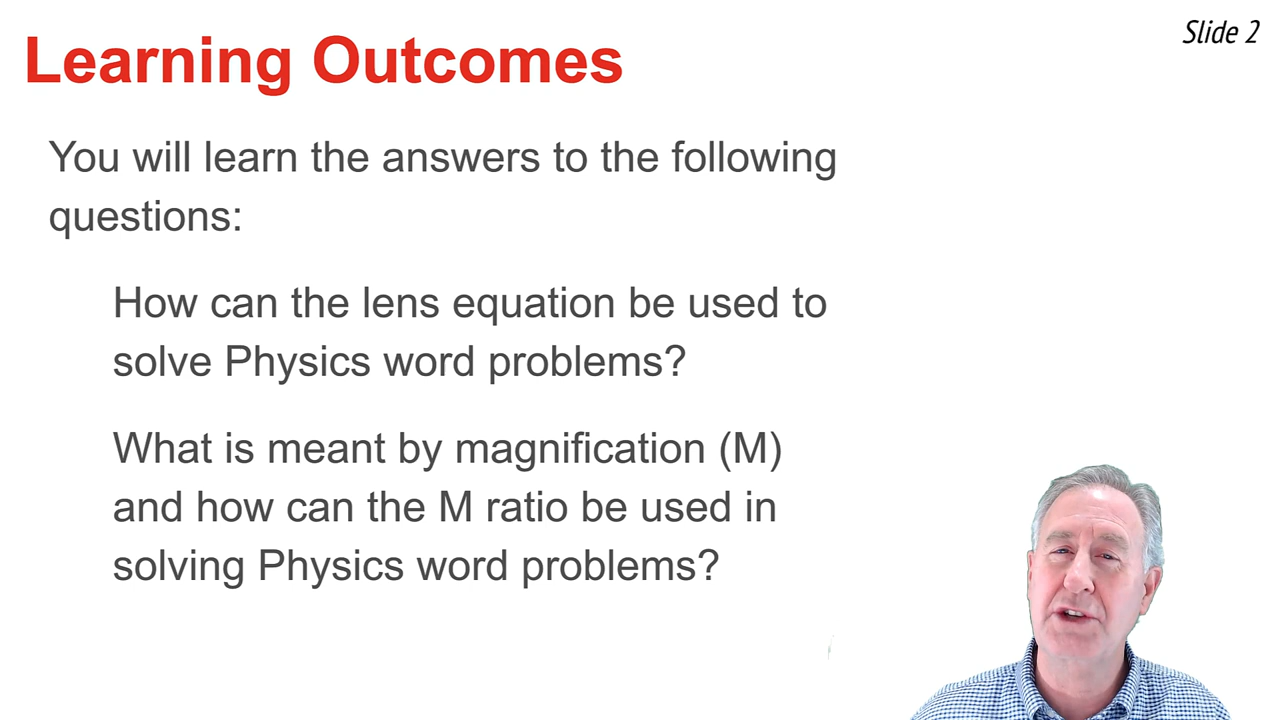 Slide 2
Learning Outcomes
You will learn the answers to the following
questions:
How can the lens equation be used to
solve Physics word problems?
What is meant by magnification (M)
and how can the M ratio be used in
solving Physics word problems?